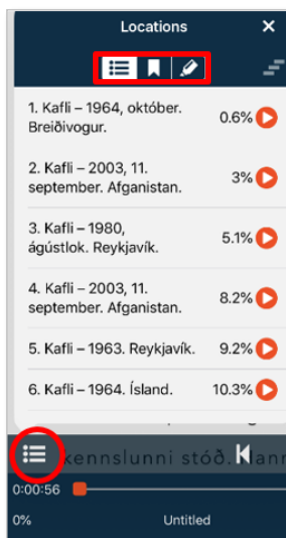 Locations
1. Kafli – 1964, október.
Breiðivogur.
0.6%
2. Kafli – 2003, 11.
september. Afganistan.
3%
3. Kafli – 1980,
ágústlok. Reykjavík.
5.1%
4. Kafli – 2003, 11.
september. Afganistan.
8.2%
5. Kafli – 1963. Reykjavík.
9.2%
6. Kafli – 1964. Ísland.
10.3%
kennslunni stóð.
0:00:56
0%
Untitled